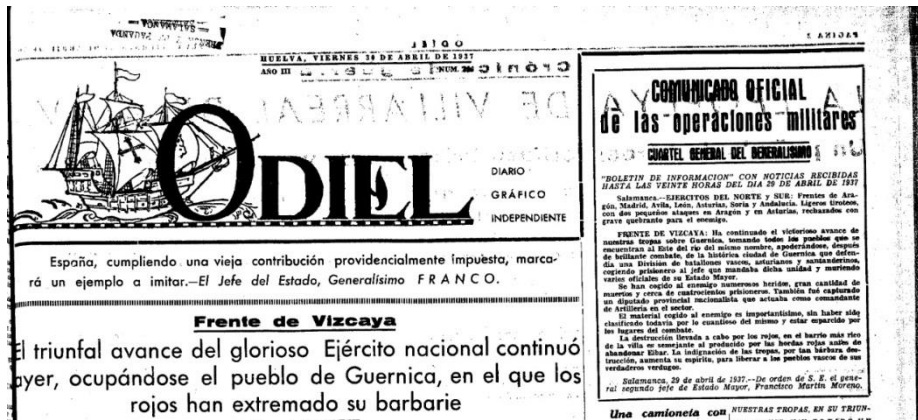 HUELVA, VIERNES 30 DE ABRIL DE 1937
AÑO III NUM.
ODIEL
DIARIO
GRÁFICO
INDEPENDIENTE
España, cumpliendo una vieja contribución providencialmente impuesta, marca-
rá un ejemplo a imitar.—El Jefe del Estado, Generalísimo FRANCO.
Frente de Vizcaya
El triunfal avance del glorioso Ejército nacional continuó
ayer, ocupándose el pueblo de Guernica, en el que los
rojos han extremado su barbarie
COMUNICADO OFICIAL
de las operaciones militares
CUARTEL GENERAL DEL GENERALISIMO
"BOLETIN DE INFORMACION" CON NOTICIAS RECIBIDAS
HASTA LAS VEINTE HORAS DEL DIA 29 DE ABRIL DE 1937
Salamanca.—EJERCITOS DEL NORTE y SUR: Frentes de Ara-
gón, Madrid, Avila, León, Asturias, Soria y Andalucía. Ligeros tiroteos,
con dos pequeños ataques en Aragón y en Asturias, rechazados con
grave quebranto para el enemigo.
FRENTE DE VIZCAYA: Ha continuado el victorioso avance de
nuestras tropas sobre Guernica, tomando todos los pueblos que se
encuentran al Este del río del mismo nombre, apoderándose, después
de brillante combate, de la histórica ciudad de Guernica que defen-
día una División de batallones vascos, asturianos y santanderinos,
cogiendo prisionero al jefe que mandaba dicha unidad y muriendo
varios oficiales de su Estado Mayor.
Se han cogido al enemigo numerosos heridos, gran cantidad de
muertos y cerca de cuatrocientos prisioneros. También fué capturado
un diputado provincial nacionalista que actuaba como comandante
de Artillería en el sector.
El material cogido al enemigo es importantísimo, sin haber sido
clasificado todavía por lo cuantioso del mismo y estar esparcido por
los lugares del combate.
La destrucción llevada a cabo por los rojos, en el barrio más rico
de la villa es semejante al producido por las hordas rojas antes de
abandonar Eibar. La indignación de las tropas, por tan bárbara des-
trucción, aumenta su espíritu, para liberar a los pueblos vascos de sus
verdaderos verdugos.
Salamanca, 29 de abril de 1937.—De orden de S. E. el gene-
ral segundo jefe de Estado Mayor, Francisco Martín Moreno.
Una camioneta con
NUESTRAS TROPAS, EN SU TRIUN-